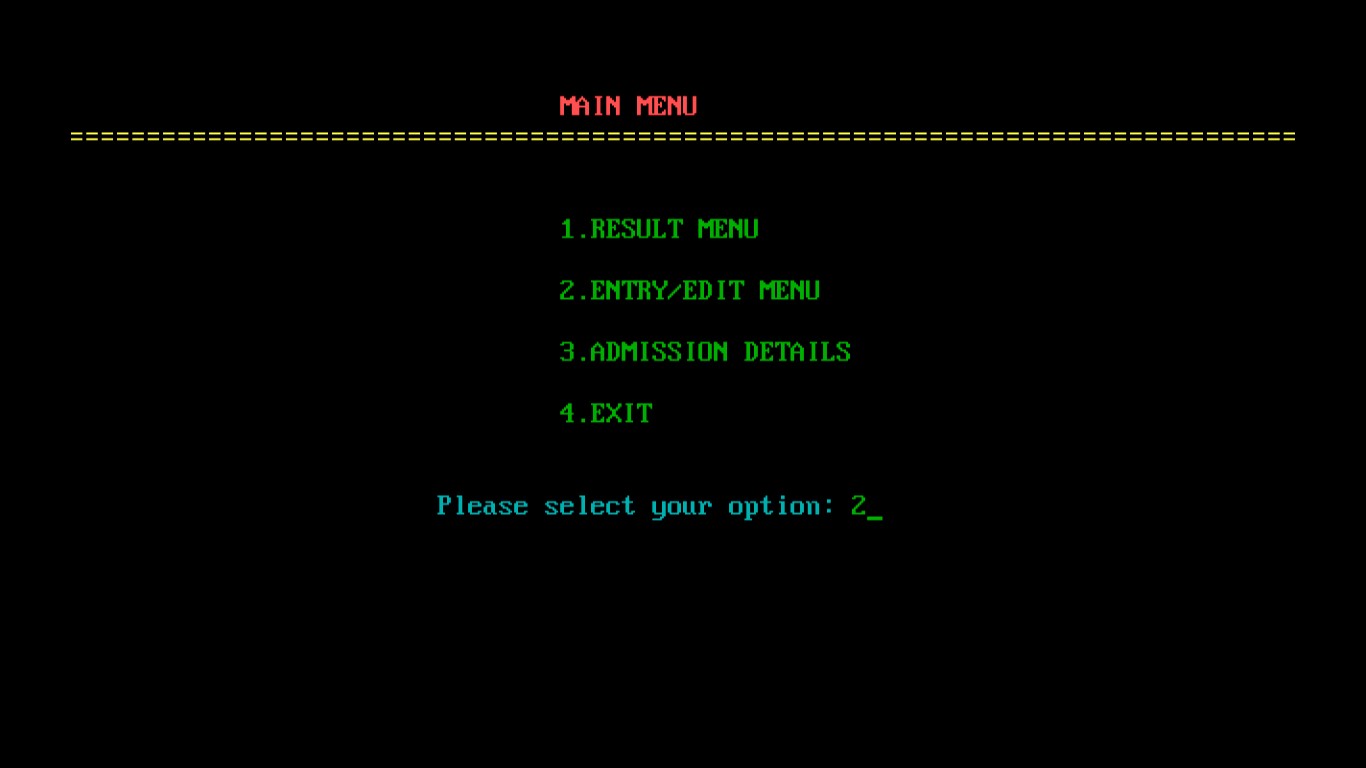 MAIN MENU
================================================================================
1.RESULT MENU
2.ENTRY/EDIT MENU
3.ADMISSION DETAILS
4.EXIT
Please select your option: 2_